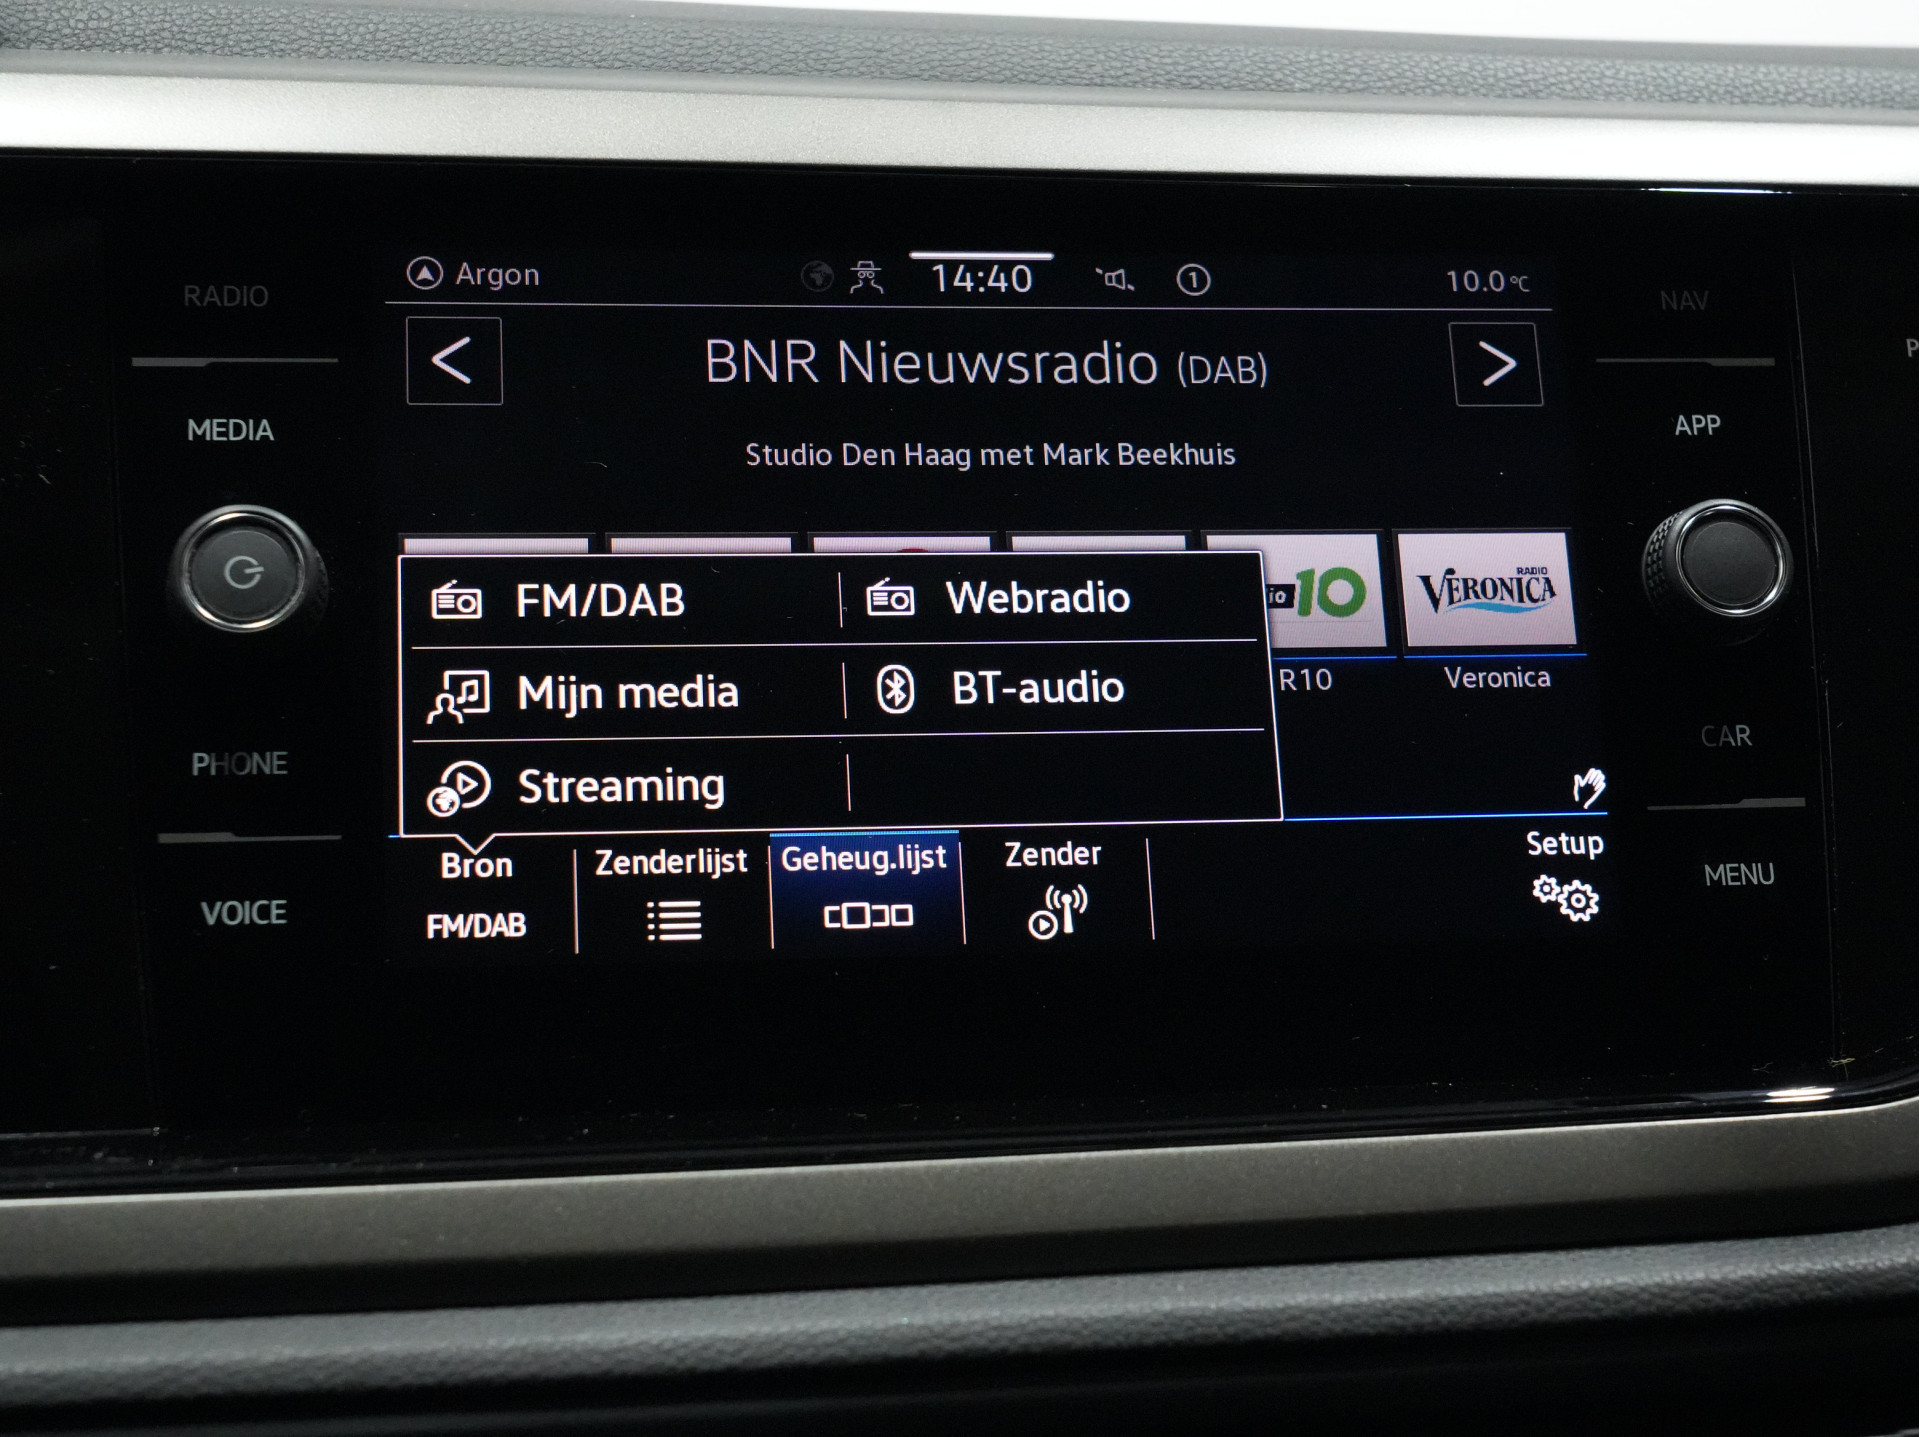 RADIO
MEDIA
PHONE
VOICE
Argon
14:40
1
10.0°C
BNR Nieuwsradio (DAB)
Studio Den Haag met Mark Beekhuis
FM/DAB
Webradio
Mijn media
BT-audio
Streaming
io 10
RADIO
VERONICA
R10
Veronica
Bron
FM/DAB
Zenderlijst
Geheug.lijst
Zender
Setup
NAV
APP
CAR
MENU
P